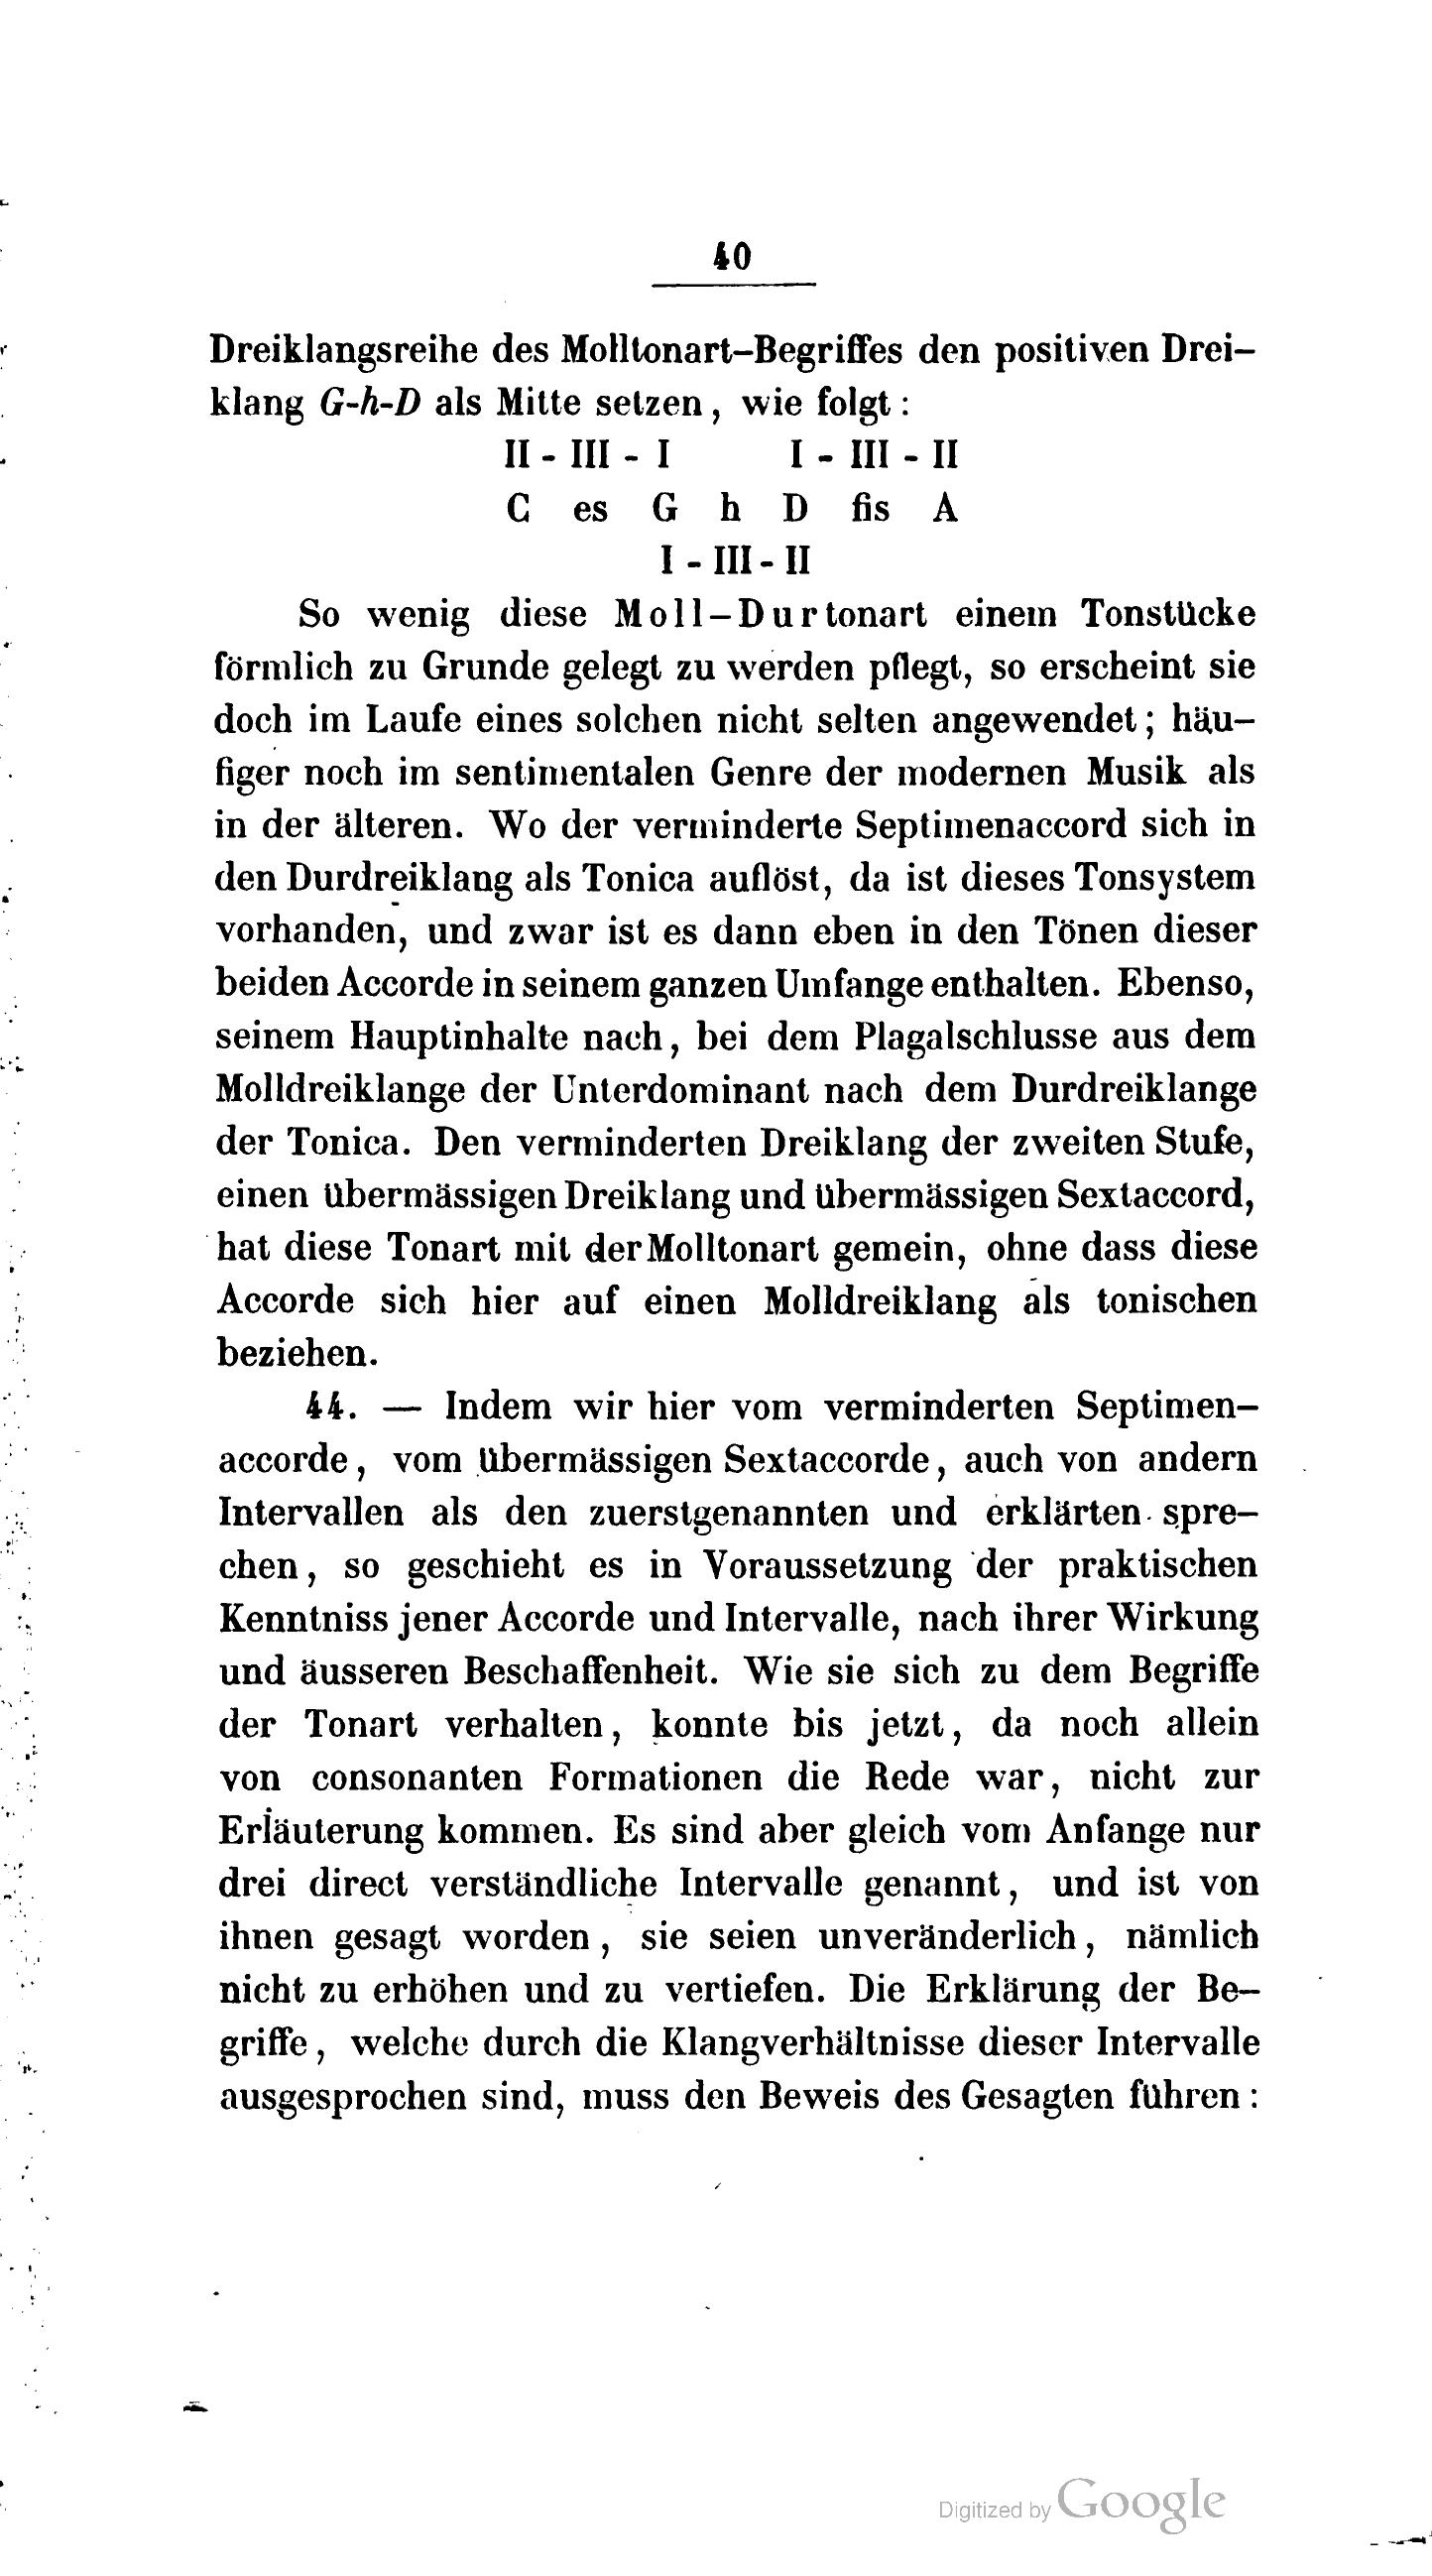 40
Dreiklangsreihe des Molltonart-Begriffes den positiven Drei-
klang G-h-D als Mitte setzen, wie folgt:
II - III - I I - III - II
C es G h D fis A
I - III - II
So wenig diese Moll-Durtonart einem Tonstücke
förmlich zu Grunde gelegt zu werden pflegt, so erscheint sie
doch im Laufe eines solchen nicht selten angewendet; häu-
figer noch im sentimentalen Genre der modernen Musik als
in der älteren. Wo der verminderte Septimenaccord sich in
den Durdreiklang als Tonica auflöst, da ist dieses Tonsystem
vorhanden, und zwar ist es dann eben in den Tönen dieser
beiden Accorde in seinem ganzen Umfange enthalten. Ebenso,
seinem Hauptinhalte nach, bei dem Plagalschlusse aus dem
Molldreiklange der Unterdominant nach dem Durdreiklange
der Tonica. Den verminderten Dreiklang der zweiten Stufe,
einen übermässigen Dreiklang und übermässigen Sextaccord,
hat diese Tonart mit der Molltonart gemein, ohne dass diese
Accorde sich hier auf einen Molldreiklang als tonischen
beziehen.
44. — Indem wir hier vom verminderten Septimen-
accorde, vom übermässigen Sextaccorde, auch von andern
Intervallen als den zuerstgenannten und erklärten spre-
chen, so geschieht es in Voraussetzung der praktischen
Kenntniss jener Accorde und Intervalle, nach ihrer Wirkung
und äusseren Beschaffenheit. Wie sie sich zu dem Begriffe
der Tonart verhalten, konnte bis jetzt, da noch allein
von consonanten Formationen die Rede war, nicht zur
Erläuterung kommen. Es sind aber gleich vom Anfange nur
drei direct verständliche Intervalle genannt, und ist von
ihnen gesagt worden, sie seien unveränderlich, nämlich
nicht zu erhöhen und zu vertiefen. Die Erklärung der Be-
griffe, welche durch die Klangverhältnisse dieser Intervalle
ausgesprochen sind, muss den Beweis des Gesagten führen:
Digitized by Google